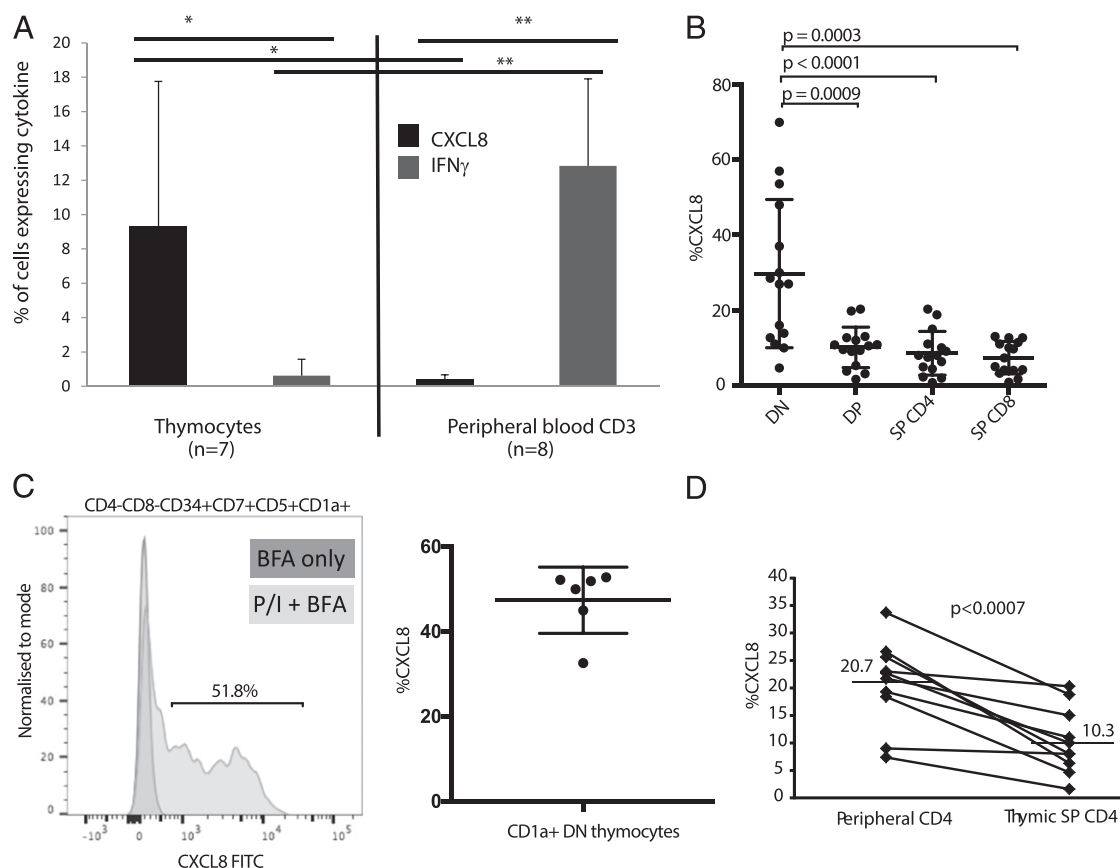 A
*
**
*
**
20
18
16
14
12
10
8
6
4
2
0
% of cells expressing cytokine
CXCL8
IFNγ
Thymocytes
(n=7)
Peripheral blood CD3
(n=8)
B
p = 0.0003
p < 0.0001
p = 0.0009
80
60
40
20
0
%CXCL8
DN
DP
SP CD4
SP CD8
C
CD4-CD8-CD34+CD7+CD5+CD1a+
100
80
60
40
20
0
Normalised to mode
BFA only
P/I + BFA
51.8%
-10³ 0 10³ 10⁴ 10⁵
CXCL8 FITC
60
40
20
0
%CXCL8
CD1a+ DN thymocytes
D
40
35
30
25
20
15
10
5
0
%CXCL8
p<0.0007
20.7
10.3
Peripheral CD4
Thymic SP CD4